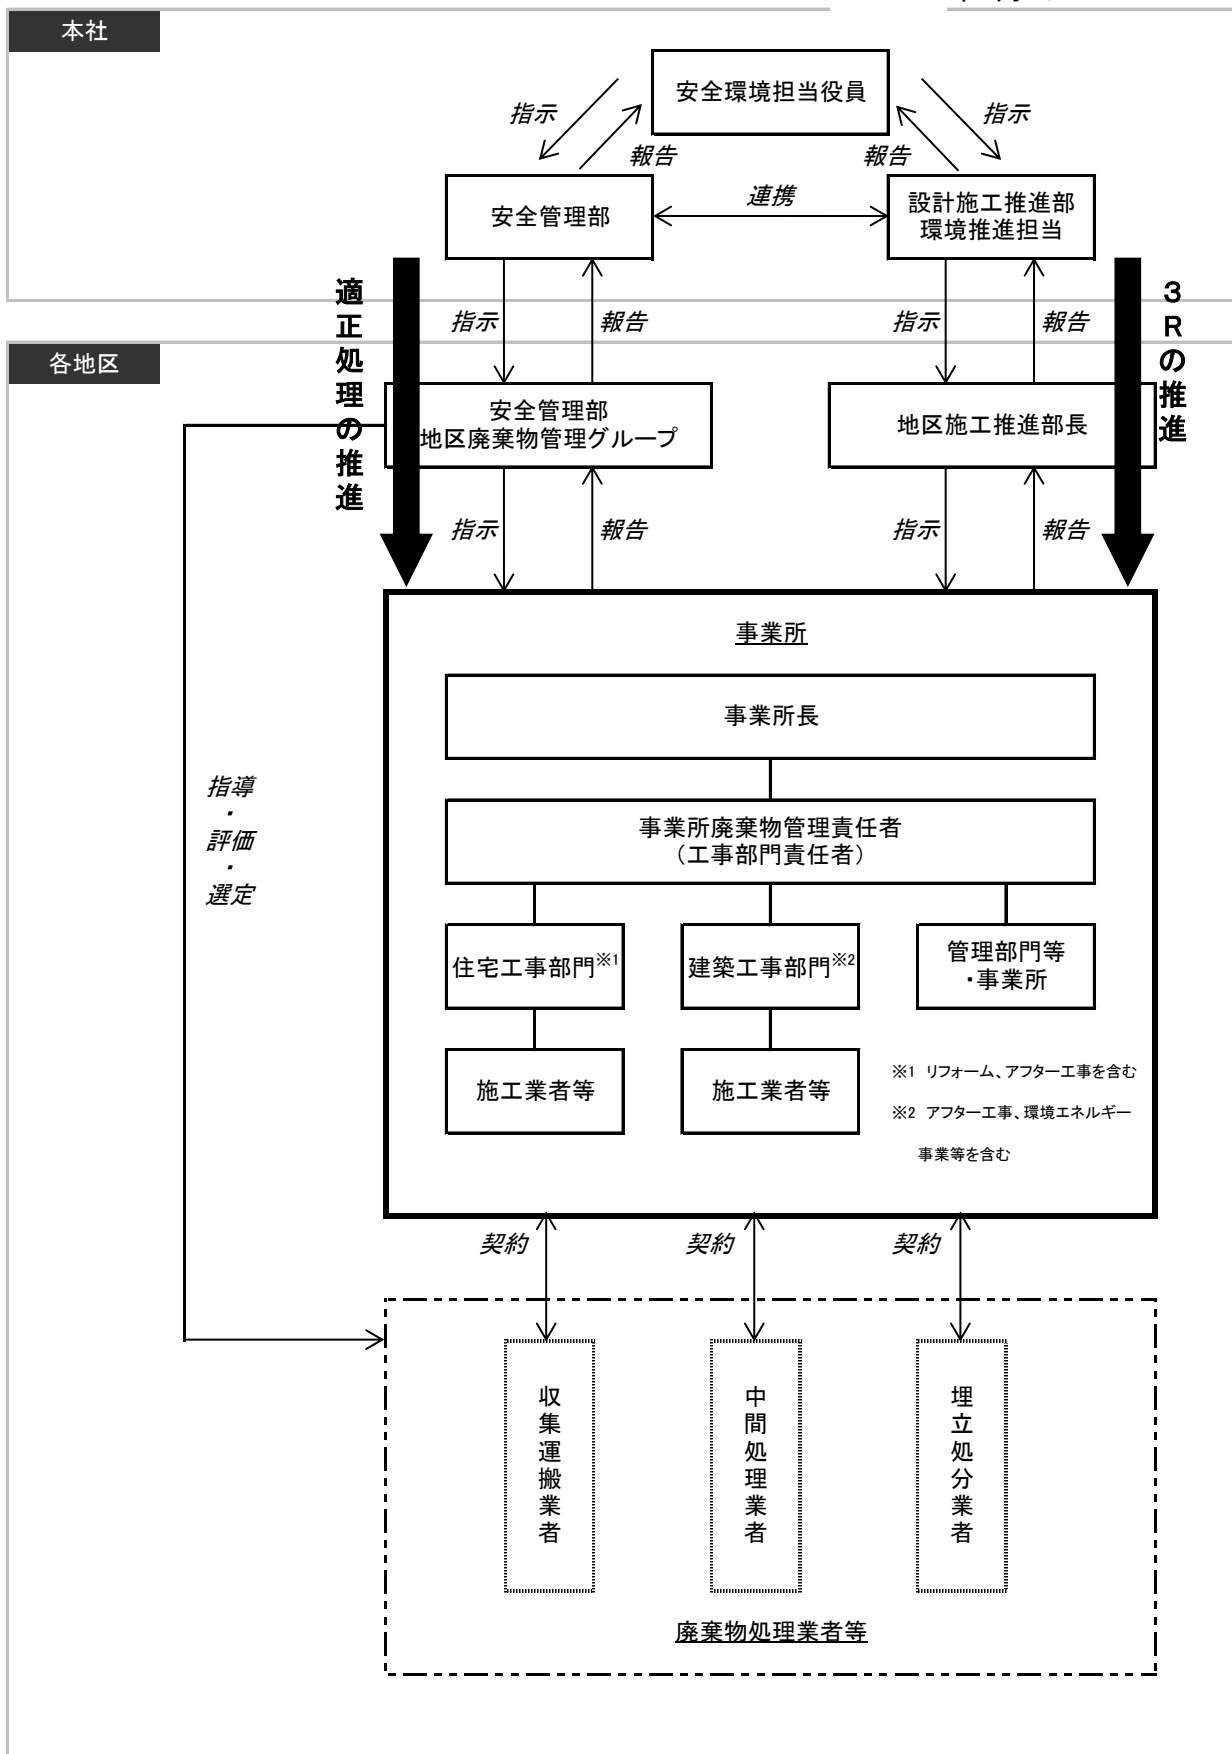 本社
安全環境担当役員
指示
報告
報告
指示
安全管理部
連携
設計施工推進部
環境推進担当
適正処理の推進
指示
報告
指示
報告
3Rの推進
各地区
安全管理部
地区廃棄物管理グループ
地区施工推進部長
指示
報告
指示
報告
事業所
事業所長
事業所廃棄物管理責任者
（工事部門責任者）
住宅工事部門※1
建築工事部門※2
管理部門等
・事業所
施工業者等
施工業者等
※1 リフォーム、アフター工事を含む
※2 アフター工事、環境エネルギー
事業等を含む
指導
・
評価
・
選定
契約
契約
契約
収集運搬業者
中間処理業者
埋立処分業者
廃棄物処理業者等